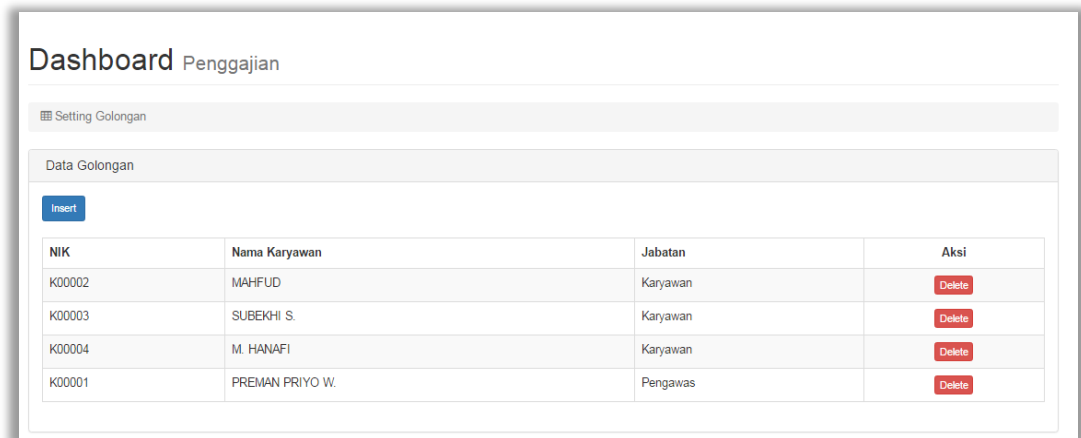 Dashboard Penggajian
Setting Golongan
Data Golongan
Insert
NIK Nama Karyawan Jabatan Aksi
K00002 MAHFUD Karyawan Delete
K00003 SUBEKHI S. Karyawan Delete
K00004 M. HANAFI Karyawan Delete
K00001 PREMAN PRIYO W. Pengawas Delete